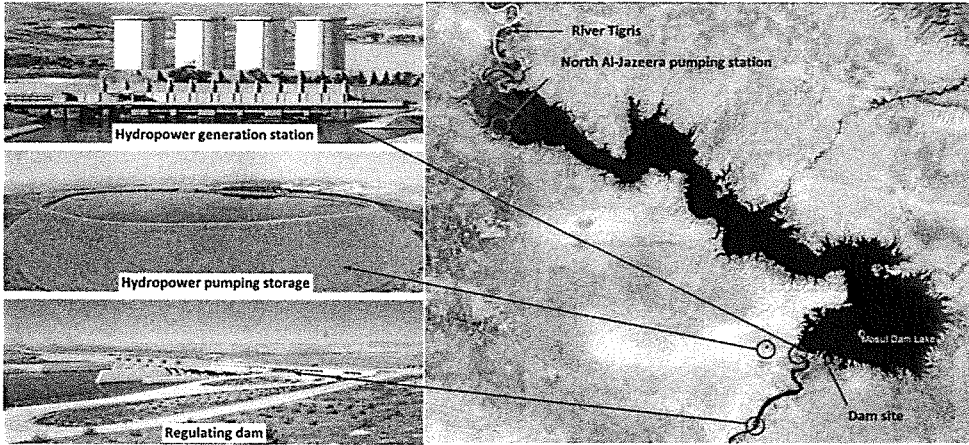 Hydropower generation station
Hydropower pumping storage
Regulating dam
River Tigris
North Al-Jazeera pumping station
Mosul Dam Lake
Dam site